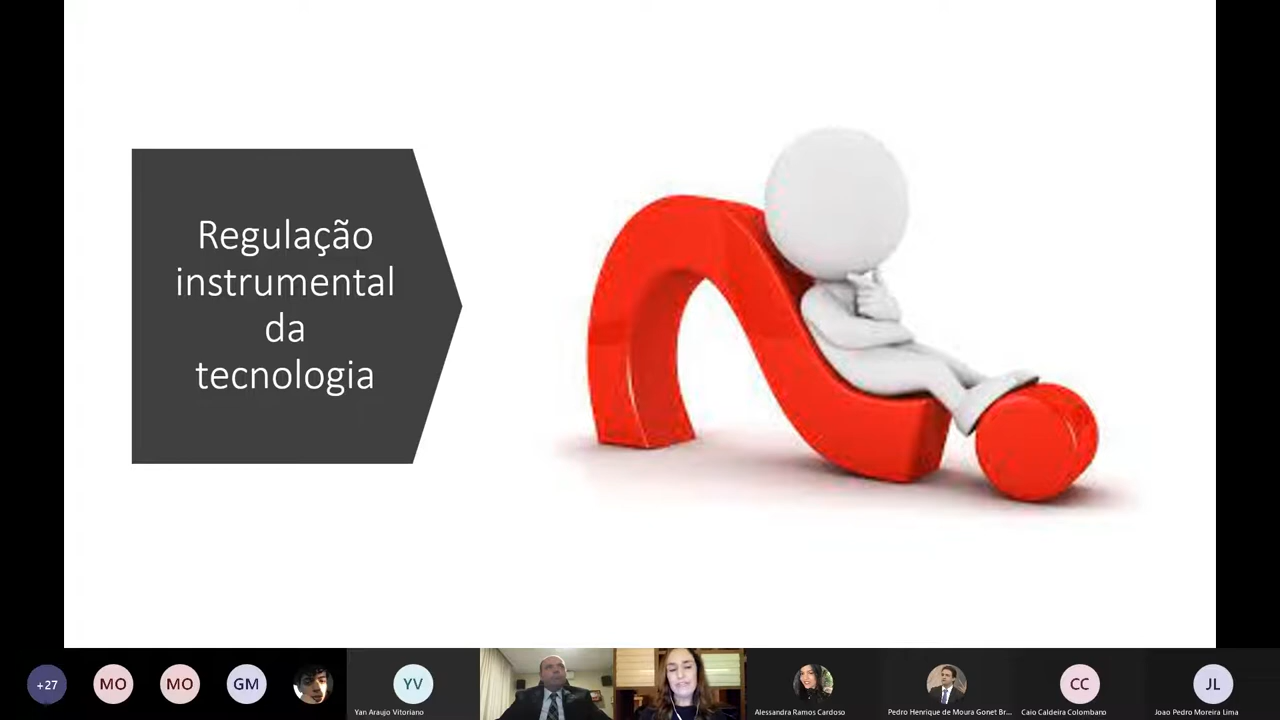 Regulação
instrumental
da
tecnologia
+27
MO
MO
GM
YV
Yan Araujo Vitoriano
Alessandra Ramos Cardoso
Pedro Henrique de Moura Gonet Br...
CC
Caio Caldeira Colombano
JL
Joao Pedro Moreira Lima